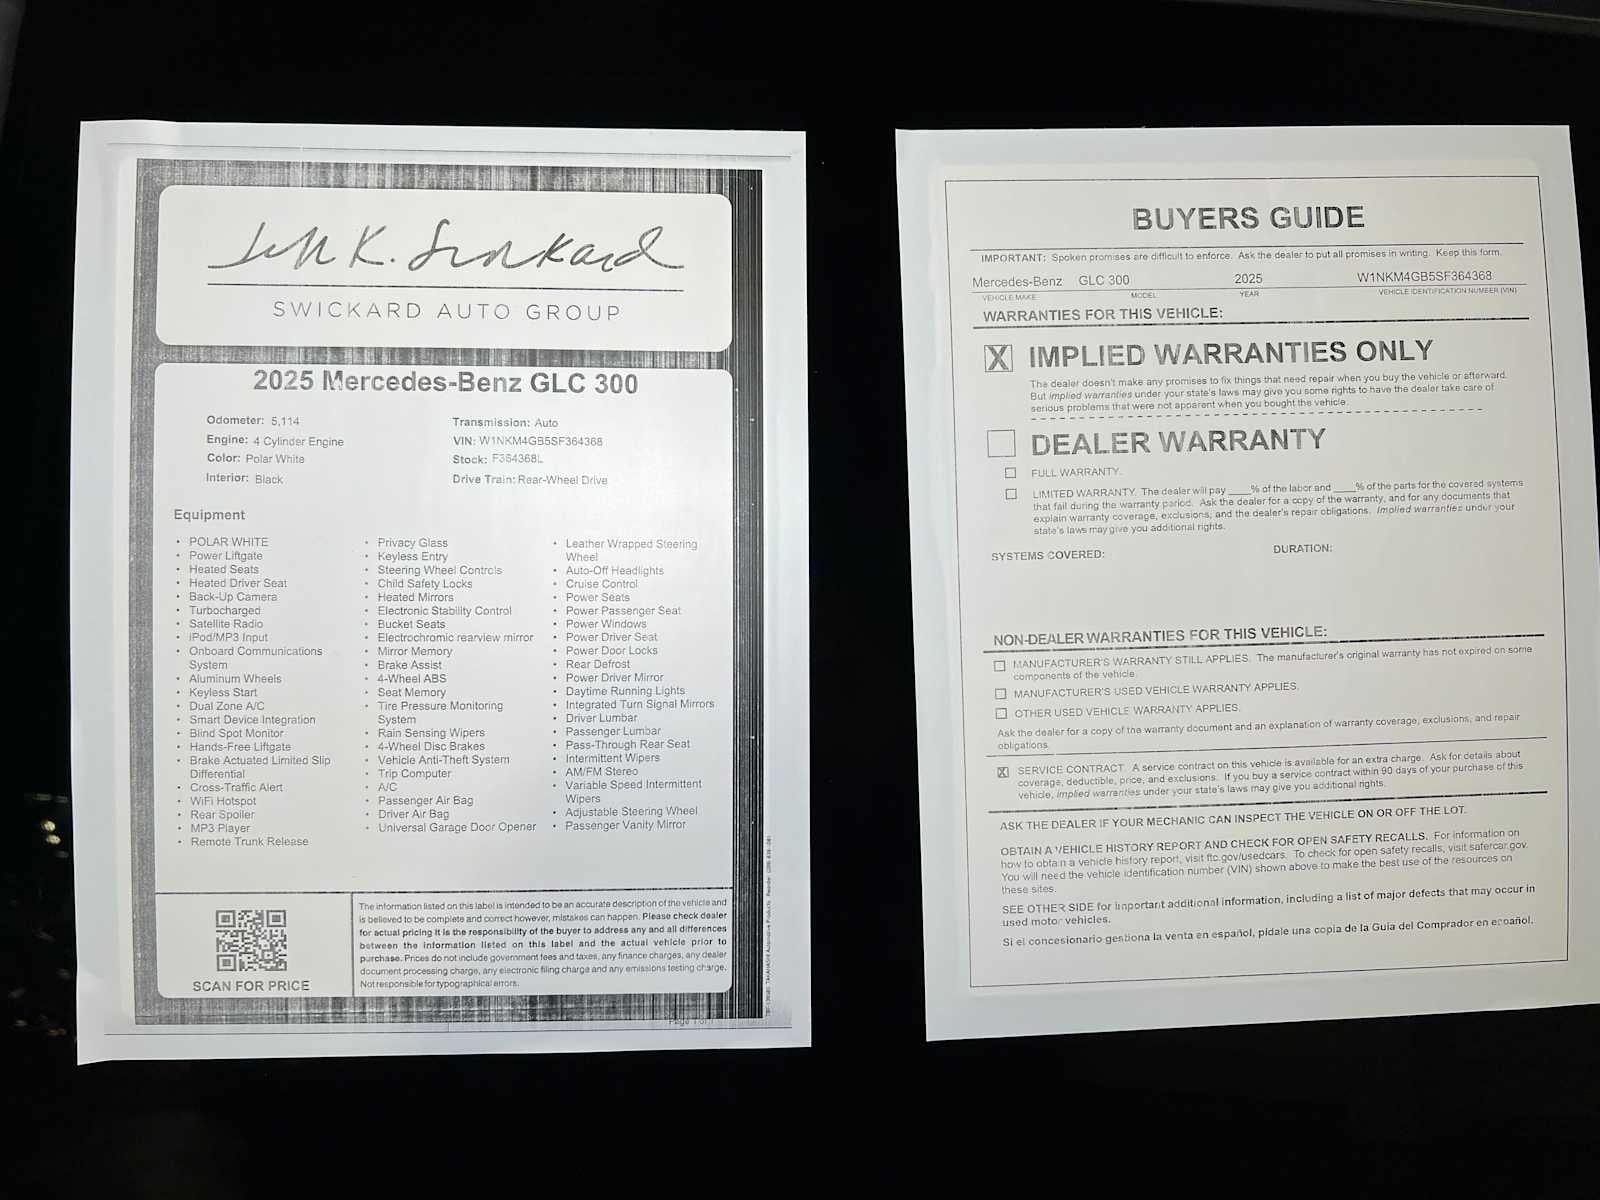 Jeff K. Swickard
SWICKARD AUTO GROUP
2025 Mercedes-Benz GLC 300
Odometer: 5,114
Engine: 4 Cylinder Engine
Color: Polar White
Interior: Black
Transmission: Auto
VIN: W1NKM4GB5SF364368
Stock: F364368L
Drive Train: Rear-Wheel Drive
Equipment
• POLAR WHITE
• Power Liftgate
• Heated Seats
• Heated Driver Seat
• Back-Up Camera
• Turbocharged
• Satellite Radio
• iPod/MP3 Input
• Onboard Communications
System
• Aluminum Wheels
• Keyless Start
• Dual Zone A/C
• Smart Device Integration
• Blind Spot Monitor
• Hands-Free Liftgate
• Brake Actuated Limited Slip
Differential
• Cross-Traffic Alert
• WiFi Hotspot
• Rear Spoiler
• MP3 Player
• Remote Trunk Release
• Privacy Glass
• Keyless Entry
• Steering Wheel Controls
• Child Safety Locks
• Heated Mirrors
• Electronic Stability Control
• Bucket Seats
• Electrochromic rearview mirror
• Mirror Memory
• Brake Assist
• 4-Wheel ABS
• Seat Memory
• Tire Pressure Monitoring
System
• Rain Sensing Wipers
• 4-Wheel Disc Brakes
• Vehicle Anti-Theft System
• Trip Computer
• A/C
• Passenger Air Bag
• Driver Air Bag
• Universal Garage Door Opener
• Leather Wrapped Steering
Wheel
• Auto-Off Headlights
• Cruise Control
• Power Seats
• Power Passenger Seat
• Power Windows
• Power Driver Seat
• Power Door Locks
• Rear Defrost
• Power Driver Mirror
• Daytime Running Lights
• Integrated Turn Signal Mirrors
• Driver Lumbar
• Passenger Lumbar
• Pass-Through Rear Seat
• Intermittent Wipers
• AM/FM Stereo
• Variable Speed Intermittent
Wipers
• Adjustable Steering Wheel
• Passenger Vanity Mirror
SCAN FOR PRICE
The information listed on this label is intended to be an accurate description of the vehicle and
is believed to be complete and correct however, mistakes can happen. Please check dealer
for actual pricing It is the responsibility of the buyer to address any and all differences
between the information listed on this label and the actual vehicle prior to
purchase. Prices do not include government fees and taxes, any finance charges, any dealer
document processing charge, any electronic filing charge and any emissions testing charge.
Not responsible for typographical errors.
Page 1 of 1
BUYERS GUIDE
IMPORTANT: Spoken promises are difficult to enforce. Ask the dealer to put all promises in writing. Keep this form.
Mercedes-Benz GLC 300 2025 W1NKM4GB5SF364368
VEHICLE MAKE MODEL YEAR VEHICLE IDENTIFICATION NUMBER (VIN)
WARRANTIES FOR THIS VEHICLE:
X IMPLIED WARRANTIES ONLY
The dealer doesn't make any promises to fix things that need repair when you buy the vehicle or afterward.
But implied warranties under your state's laws may give you some rights to have the dealer take care of
serious problems that were not apparent when you bought the vehicle.
DEALER WARRANTY
FULL WARRANTY.
LIMITED WARRANTY. The dealer will pay ____% of the labor and ____% of the parts for the covered systems
that fail during the warranty period. Ask the dealer for a copy of the warranty, and for any documents that
explain warranty coverage, exclusions, and the dealer's repair obligations. Implied warranties under your
state's laws may give you additional rights.
SYSTEMS COVERED: DURATION:
NON-DEALER WARRANTIES FOR THIS VEHICLE:
MANUFACTURER'S WARRANTY STILL APPLIES. The manufacturer's original warranty has not expired on some
components of the vehicle.
MANUFACTURER'S USED VEHICLE WARRANTY APPLIES.
OTHER USED VEHICLE WARRANTY APPLIES.
Ask the dealer for a copy of the warranty document and an explanation of warranty coverage, exclusions, and repair
obligations.
X SERVICE CONTRACT. A service contract on this vehicle is available for an extra charge. Ask for details about
coverage, deductible, price, and exclusions. If you buy a service contract within 90 days of your purchase of this
vehicle, implied warranties under your state's laws may give you additional rights.
ASK THE DEALER IF YOUR MECHANIC CAN INSPECT THE VEHICLE ON OR OFF THE LOT.
OBTAIN A VEHICLE HISTORY REPORT AND CHECK FOR OPEN SAFETY RECALLS. For information on
how to obtain a vehicle history report, visit ftc.gov/usedcars. To check for open safety recalls, visit safercar.gov.
You will need the vehicle identification number (VIN) shown above to make the best use of the resources on
these sites.
SEE OTHER SIDE for important additional information, including a list of major defects that may occur in
used motor vehicles.
Si el concesionario gestiona la venta en español, pídale una copia de la Guía del Comprador en español.